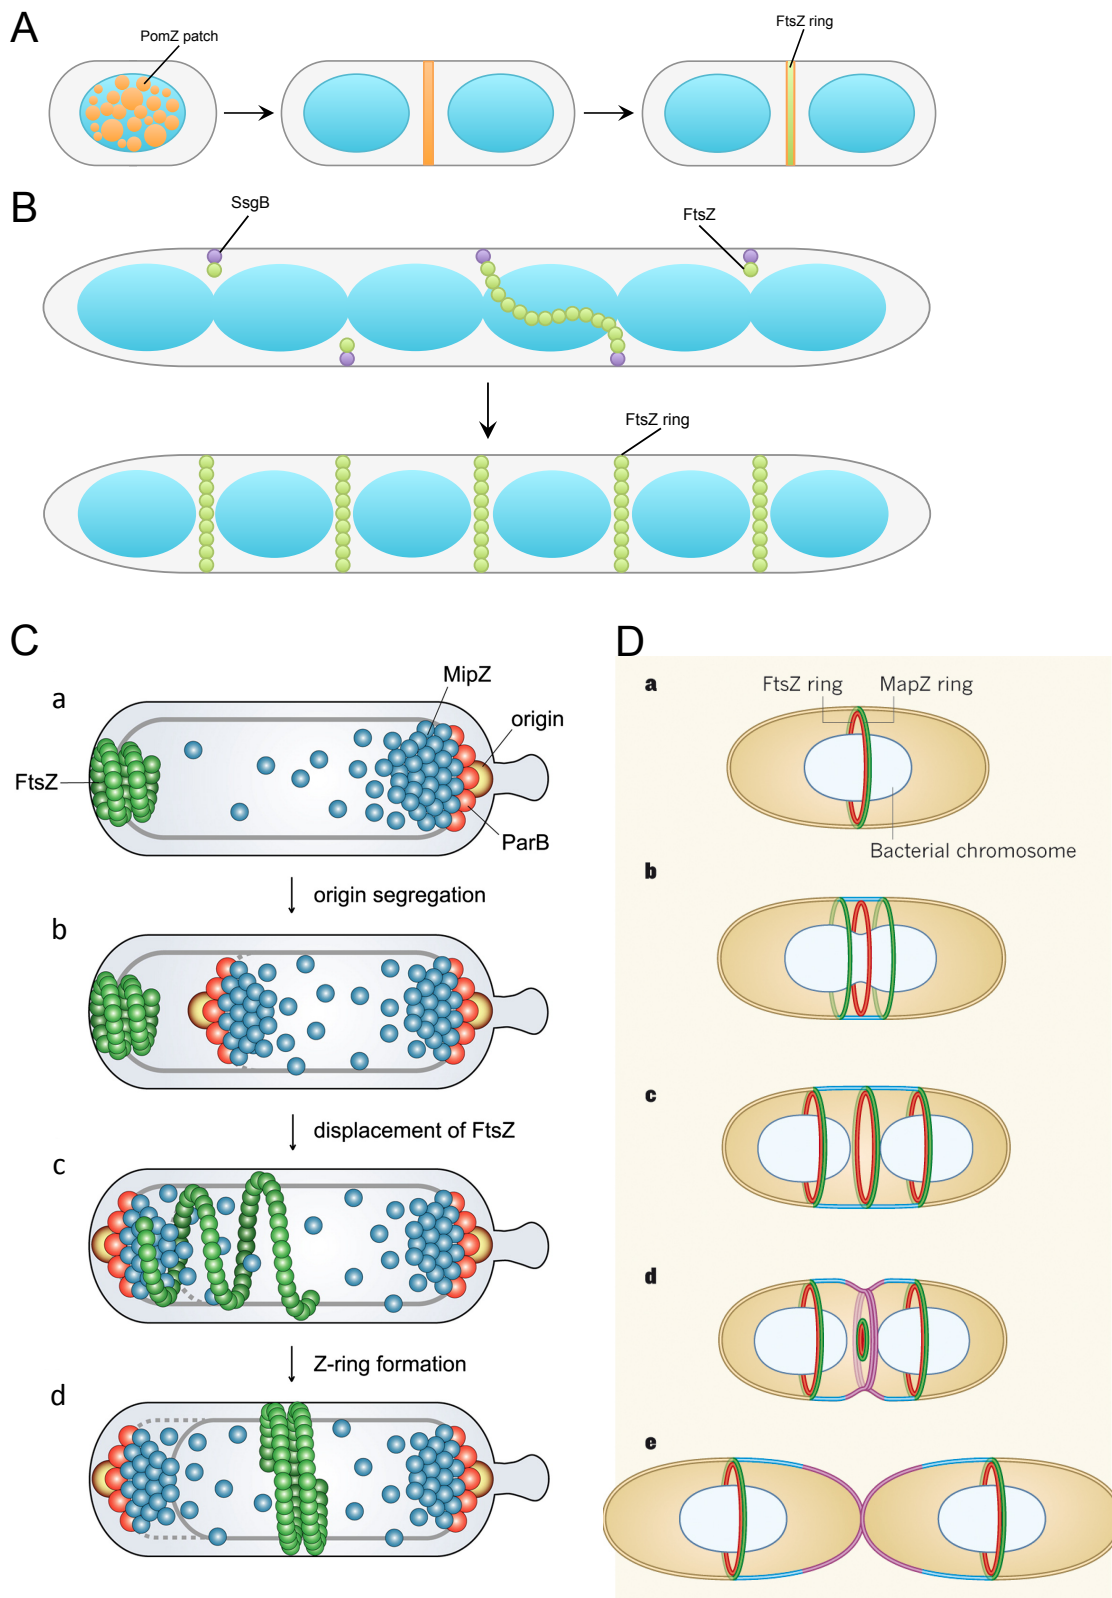 A
PomZ patch
FtsZ ring
B
SsgB
FtsZ
FtsZ ring
C
a
MipZ
origin
FtsZ
ParB
origin segregation
b
displacement of FtsZ
c
Z-ring formation
d
D
a
FtsZ ring
MapZ ring
Bacterial chromosome
b
c
d
e